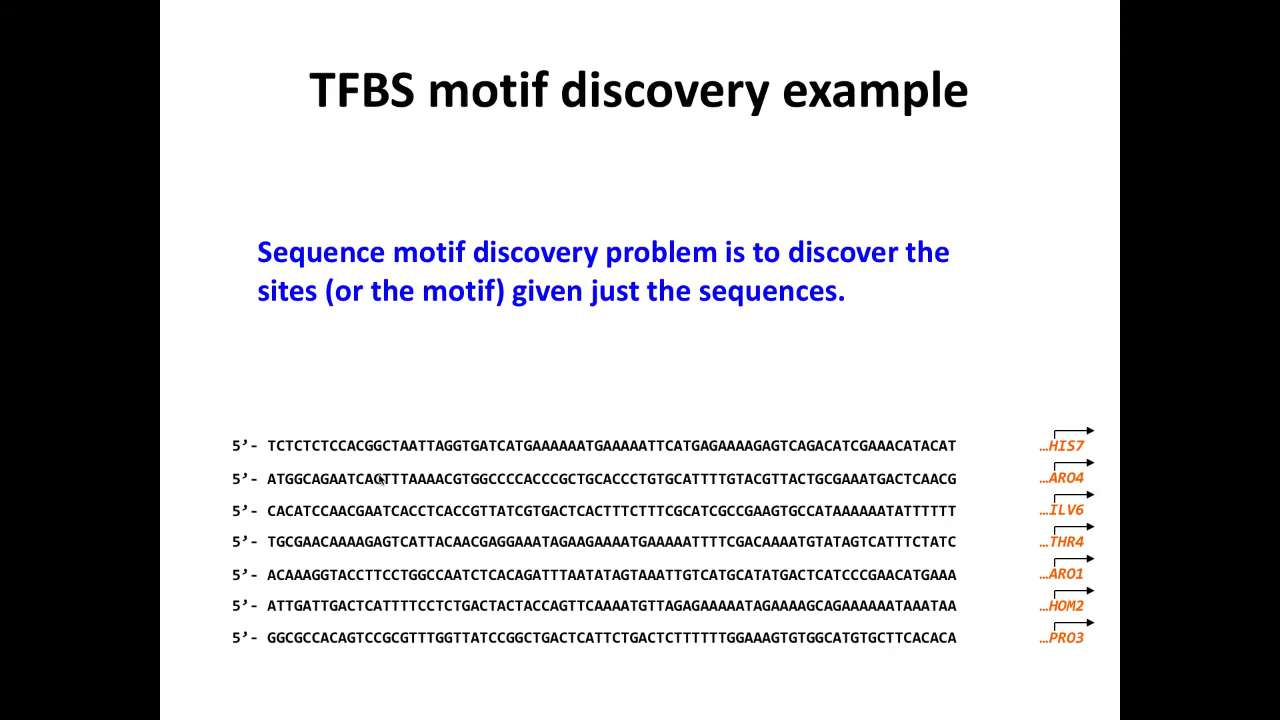 TFBS motif discovery example
Sequence motif discovery problem is to discover the
sites (or the motif) given just the sequences.
5’- TCTCTCTCCACGGCTAATTAGGTGATCATGAAAAAATGAAAAATTCATGAGAAAAGAGTCAGACATCGAAACATACAT …HIS7
5’- ATGGCAGAATCACTTTAAAACGTGGCCCCACCCGCTGCACCCTGTGCATTTTGTACGTTACTGCGAAATGACTCAACG …ARO4
5’- CACATCCAACGAATCACCTCACCGTTATCGTGACTCACTTTCTTTCGCATCGCCGAAGTGCCATAAAAAATATTTTTT …ILV6
5’- TGCGAACAAAAGAGTCATTACAACGAGGAAATAGAAGAAAATGAAAAATTTTCGACAAAATGTATAGTCATTTCTATC …THR4
5’- ACAAAGGTACCTTCCTGGCCAATCTCACAGATTTAATATAGTAAATTGTCATGCATATGACTCATCCCGAACATGAAA …ARO1
5’- ATTGATTGACTCATTTTCCTCTGACTACTACCAGTTCAAAATGTTAGAGAAAAATAGAAAAGCAGAAAAAATAAATAA …HOM2
5’- GGCGCCACAGTCCGCGTTTGGTTATCCGGCTGACTCATTCTGACTCTTTTTTGGAAAGTGTGGCATGTGCTTCACACA …PRO3